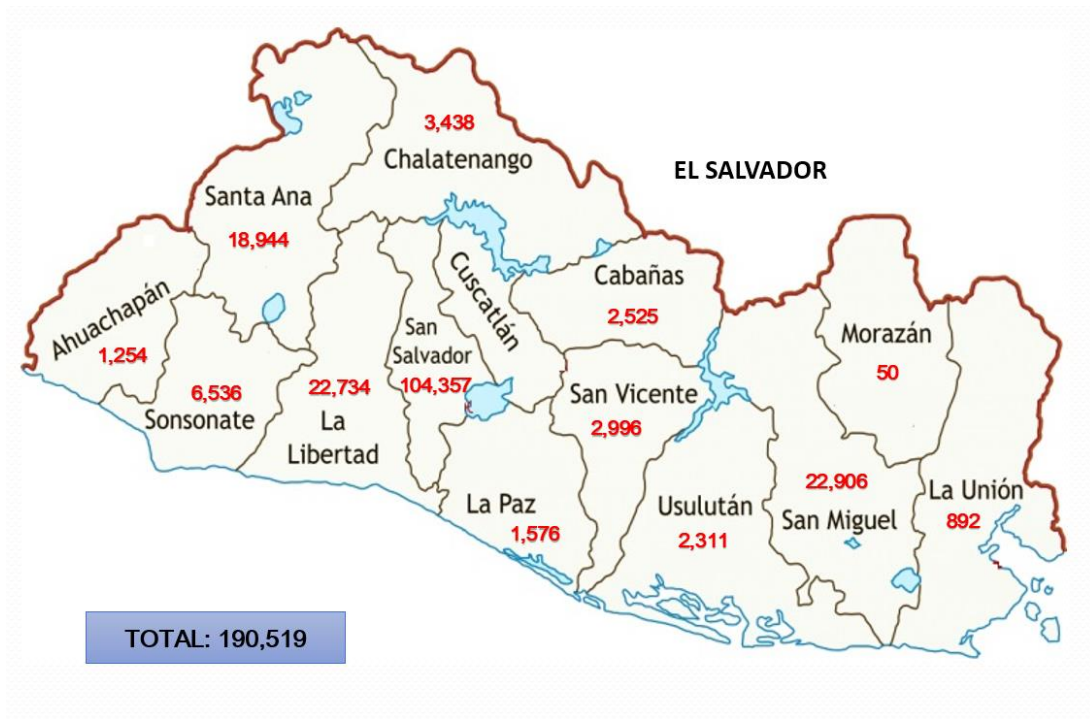 3,438
Chalatenango
EL SALVADOR
Santa Ana
18,944
Cuscatlán
Cabañas
2,525
Ahuachapán
1,254
San
Salvador
104,357
Morazán
50
6,536
Sonsonate
22,734
La
Libertad
San Vicente
2,996
La Paz
1,576
Usulután
2,311
22,906
San Miguel
La Unión
892
TOTAL: 190,519